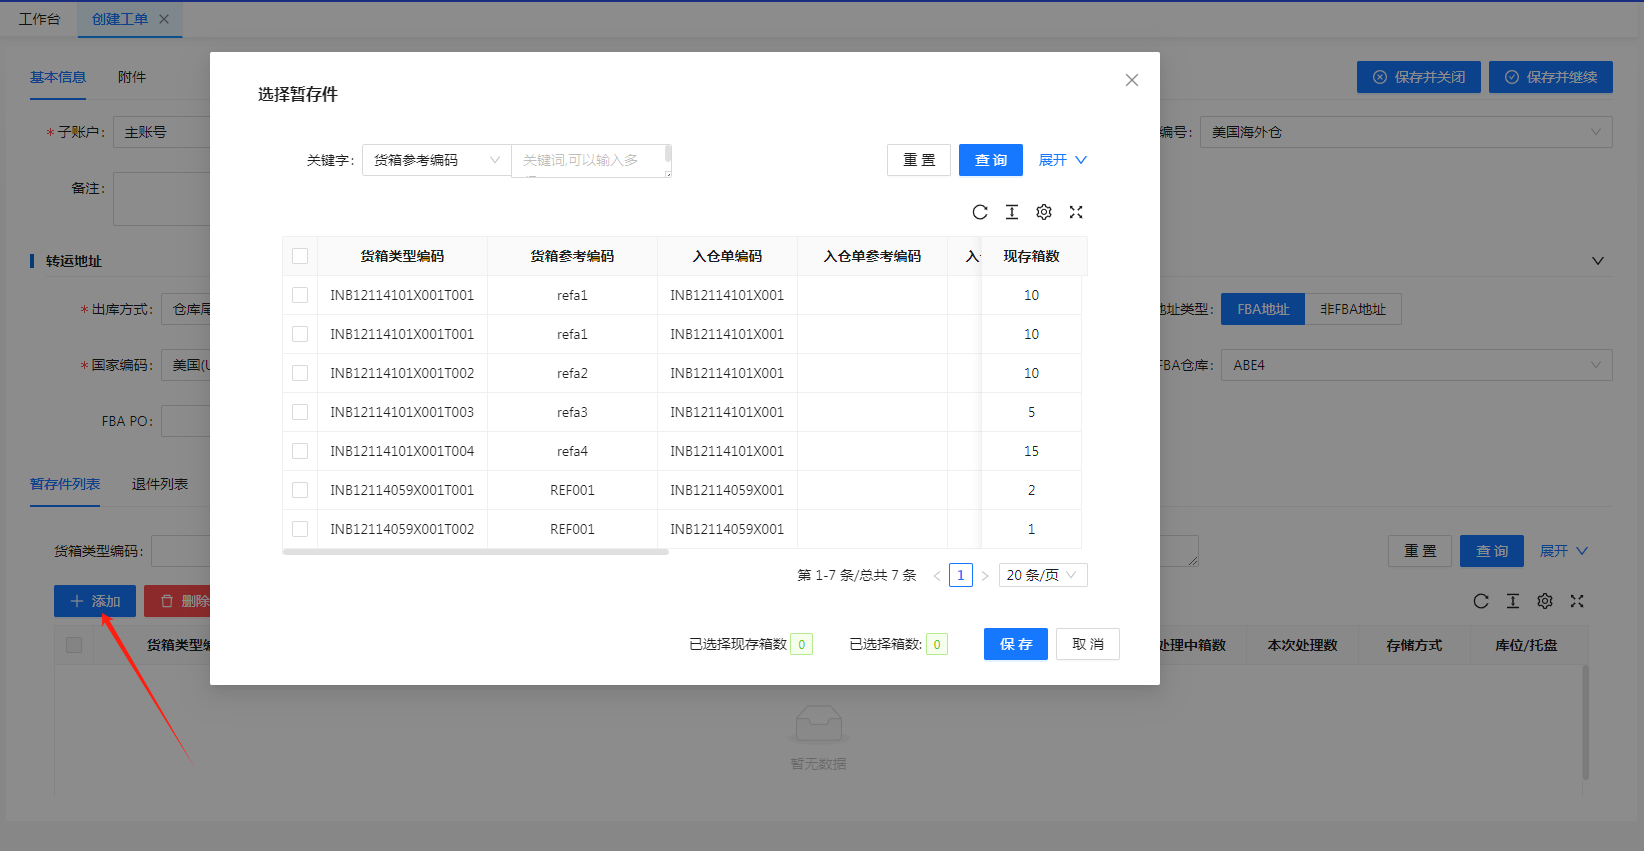 工作台 创建工单
基本信息 附件
保存并关闭 保存并继续
* 子账户: 主账号
编号: 美国海外仓
备注:
转运地址
* 出库方式: 仓库尾
地址类型: FBA地址 非FBA地址
* 国家编码: 美国(U
FBA仓库: ABE4
FBA PO:
暂存件列表 退件列表
货箱类型编码:
重 置 查 询 展开
添加 删除
货箱类型编
处理中箱数 本次处理数 存储方式 库位/托盘
暂无数据
选择暂存件
关键字: 货箱参考编码 关键词,可以输入多
重 置 查 询 展开
货箱类型编码 货箱参考编码 入仓单编码 入仓单参考编码 入 现存箱数
INB12114101X001T001 refa1 INB12114101X001 10
INB12114101X001T001 refa1 INB12114101X001 10
INB12114101X001T002 refa2 INB12114101X001 10
INB12114101X001T003 refa3 INB12114101X001 5
INB12114101X001T004 refa4 INB12114101X001 15
INB12114059X001T001 REF001 INB12114059X001 2
INB12114059X001T002 REF001 INB12114059X001 1
第 1-7 条/总共 7 条 < 1 > 20 条/页
已选择现存箱数 0 已选择箱数: 0 保 存 取 消